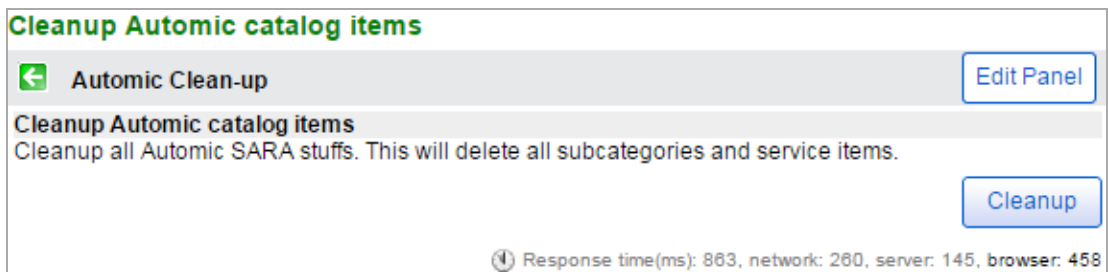 Cleanup Automic catalog items
Automic Clean-up
Edit Panel
Cleanup Automic catalog items
Cleanup all Automic SARA stuffs. This will delete all subcategories and service items.
Cleanup
Response time(ms): 863, network: 260, server: 145, browser: 458